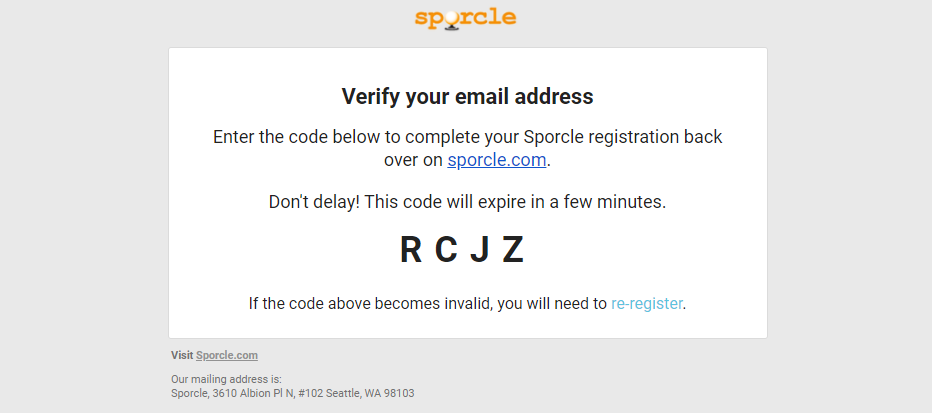 sporcle
Verify your email address
Enter the code below to complete your Sporcle registration back
over on sporcle.com.
Don't delay! This code will expire in a few minutes.
R C J Z
If the code above becomes invalid, you will need to re-register.
Visit Sporcle.com
Our mailing address is:
Sporcle, 3610 Albion Pl N, #102 Seattle, WA 98103